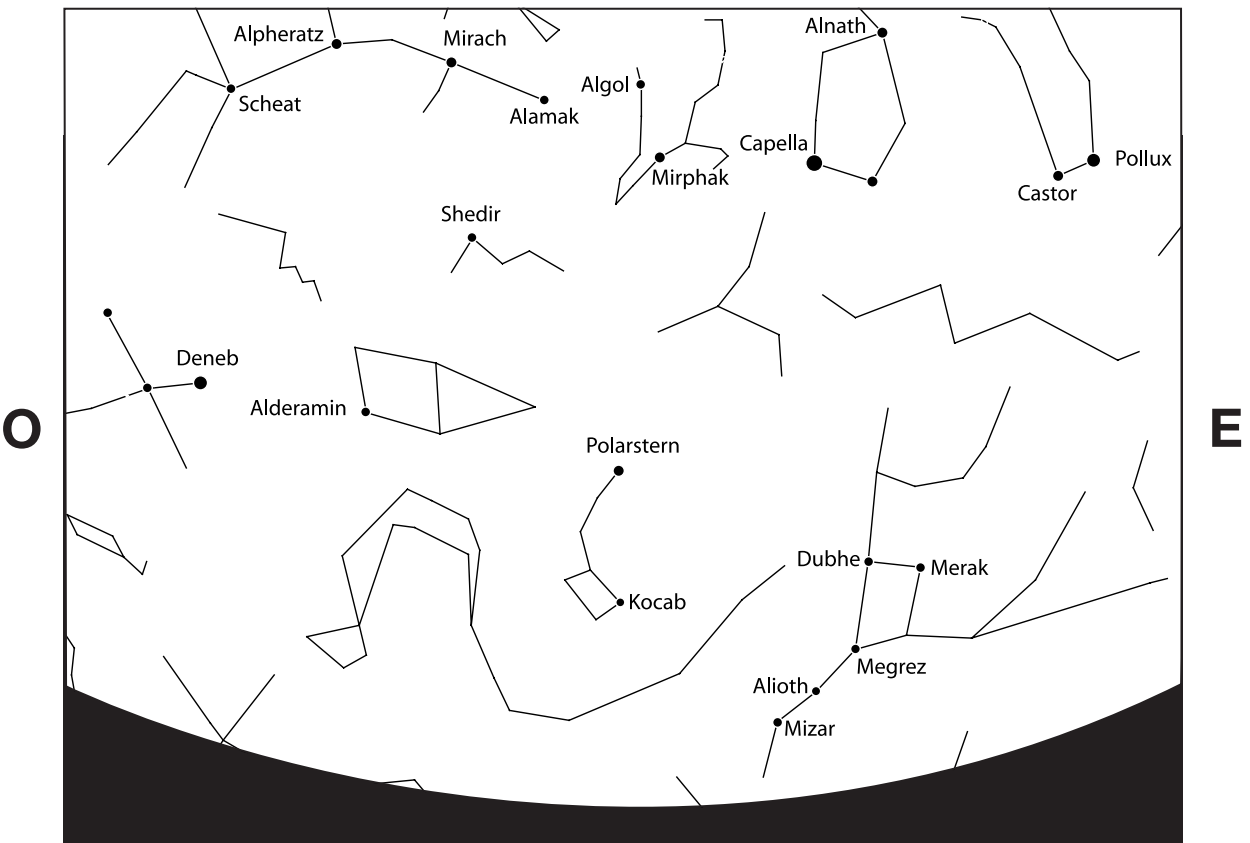 Alnath
Alpheratz
Mirach
Algol
Scheat
Alamak
Capella
Pollux
Mirphak
Castor
Shedir
Deneb
Alderamin
O
E
Polarstern
Dubhe
Merak
Kocab
Megrez
Alioth
Mizar